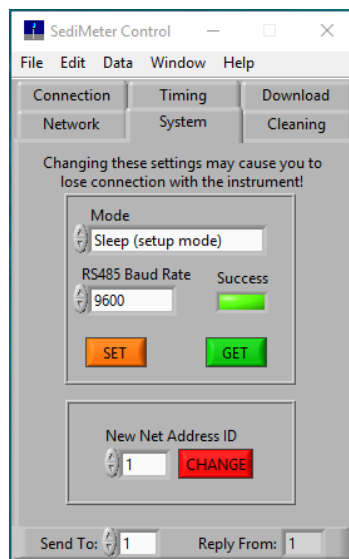 SediMeter Control
File Edit Data Window Help
Connection Timing Download
Network System Cleaning
Changing these settings may cause you to
lose connection with the instrument!
Mode
Sleep (setup mode)
RS485 Baud Rate Success
9600
SET GET
New Net Address ID
1 CHANGE
Send To: 1 Reply From: 1